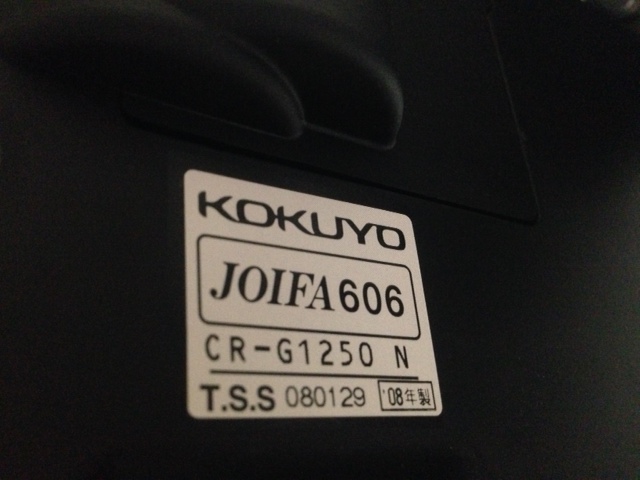 KOKUYO
JOIFA606
CR-G1250 N
T.S.S 080129 '08年製